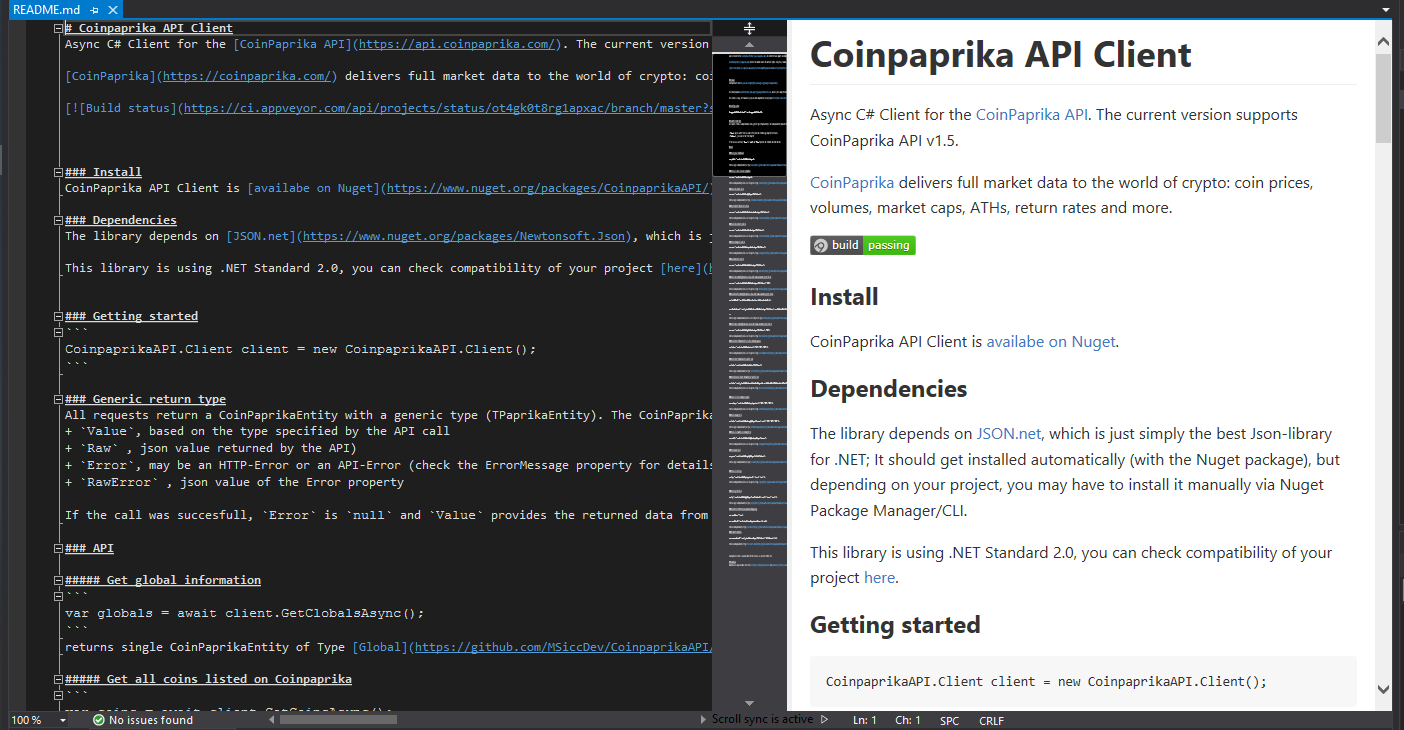 README.md
# Coinpaprika API Client
Async C# Client for the [CoinPaprika API](https://api.coinpaprika.com/). The current version
[CoinPaprika](https://coinpaprika.com/) delivers full market data to the world of crypto: coi
[![Build status](https://ci.appveyor.com/api/projects/status/ot4gk0t8rg1apxac/branch/master?s
### Install
CoinPaprika API Client is [availabe on Nuget](https://www.nuget.org/packages/CoinpaprikaAPI/)
### Dependencies
The library depends on [JSON.net](https://www.nuget.org/packages/Newtonsoft.Json), which is j
This library is using .NET Standard 2.0, you can check compatibility of your project [here](h
### Getting started
```
CoinpaprikaAPI.Client client = new CoinpaprikaAPI.Client();
```
### Generic return type
All requests return a CoinPaprikaEntity with a generic type (TPaprikaEntity). The CoinPaprika
+ `Value`, based on the type specified by the API call
+ `Raw` , json value returned by the API)
+ `Error`, may be an HTTP-Error or an API-Error (check the ErrorMessage property for details
+ `RawError` , json value of the Error property
If the call was succesfull, `Error` is `null` and `Value` provides the returned data from
### API
##### Get global information
```
var globals = await client.GetClobalsAsync();
```
returns single CoinPaprikaEntity of Type [Global](https://github.com/MSiccDev/CoinpaprikaAPI/
##### Get all coins listed on Coinpaprika
```
var coins = await client.GetCoinsAsync();
Coinpaprika API Client
Async C# Client for the CoinPaprika API. The current version supports
CoinPaprika API v1.5.
CoinPaprika delivers full market data to the world of crypto: coin prices,
volumes, market caps, ATHs, return rates and more.
build passing
Install
CoinPaprika API Client is availabe on Nuget.
Dependencies
The library depends on JSON.net, which is just simply the best Json-library
for .NET; It should get installed automatically (with the Nuget package), but
depending on your project, you may have to install it manually via Nuget
Package Manager/CLI.
This library is using .NET Standard 2.0, you can check compatibility of your
project here.
Getting started
CoinpaprikaAPI.Client client = new CoinpaprikaAPI.Client();
100 % No issues found Scroll sync is active Ln: 1 Ch: 1 SPC CRLF